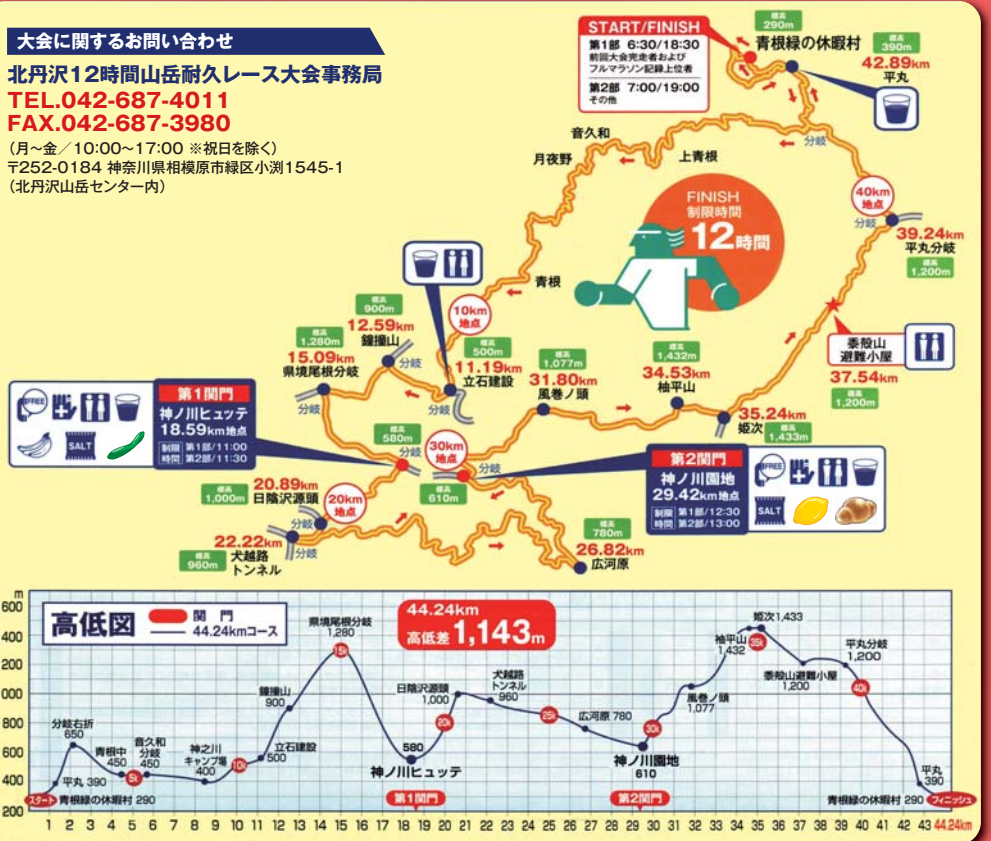 大会に関するお問い合わせ
北丹沢12時間山岳耐久レース大会事務局
TEL.042-687-4011
FAX.042-687-3980
(月〜金／10:00〜17:00 ※祝日を除く)
〒252-0184 神奈川県相模原市緑区小渕1545-1
(北丹沢山岳センター内)
START/FINISH
第1部 6:30/18:30
前回大会完走者および
フルマラソン記録上位者
第2部 7:00/19:00
その他
標高
290m
青根緑の休暇村
標高
390m
42.89km
平丸
分岐
音久和
月夜野
上青根
40km
地点
分岐
39.24km
平丸分岐
標高
1,200m
FINISH
制限時間
12時間
青根
10km
地点
標高
900m
12.59km
鐘撞山
分岐
標高
1,280m
15.09km
県境尾根分岐
分岐
標高
500m
11.19km
立石建設
分岐
標高
1,077m
31.80km
風巻ノ頭
標高
1,432m
34.53km
袖平山
35.24km
姫次
標高
1,433m
分岐
黍殻山
避難小屋
37.54km
標高
1,200m
FREE
SALT
第1関門
神ノ川ヒュッテ
18.59km地点
制限時間
第1部/11:00
第2部/11:30
標高
580m
分岐
30km
地点
分岐
標高
610m
第2関門
神ノ川園地
29.42km地点
制限時間
第1部/12:30
第2部/13:00
FREE
SALT
標高
1,000m
20.89km
日陰沢源頭
分岐
20km
地点
22.22km
犬越路
トンネル
分岐
標高
960m
標高
780m
26.82km
広河原
高低図
関門
44.24kmコース
44.24km
高低差1,143m
m
600
400
200
000
800
600
400
200
スタート
青根緑の休暇村 290
平丸 390
分岐右折
650
青根中
450
5k
音久和
分岐
450
神之川
キャンプ場
400
10k
立石建設
500
鐘撞山
900
県境尾根分岐
1,280
15k
580
神ノ川ヒュッテ
第1関門
日陰沢源頭
1,000
20k
犬越路
トンネル
960
25k
広河原 780
神ノ川園地
610
第2関門
30k
風巻ノ頭
1,077
袖平山
1,432
35k
姫次1,433
黍殻山避難小屋
1,200
平丸分岐
1,200
40k
平丸
390
青根緑の休暇村 290
フィニッシュ
1 2 3 4 5 6 7 8 9 10 11 12 13 14 15 16 17 18 19 20 21 22 23 24 25 26 27 28 29 30 31 32 33 34 35 36 37 38 39 40 41 42 43 44.24km